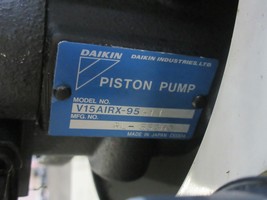 DAIKIN DAIKIN INDUSTRIES, LTD
PISTON PUMP
MODEL NO.
V15A1RX-95
MFG. NO.
MADE IN JAPAN